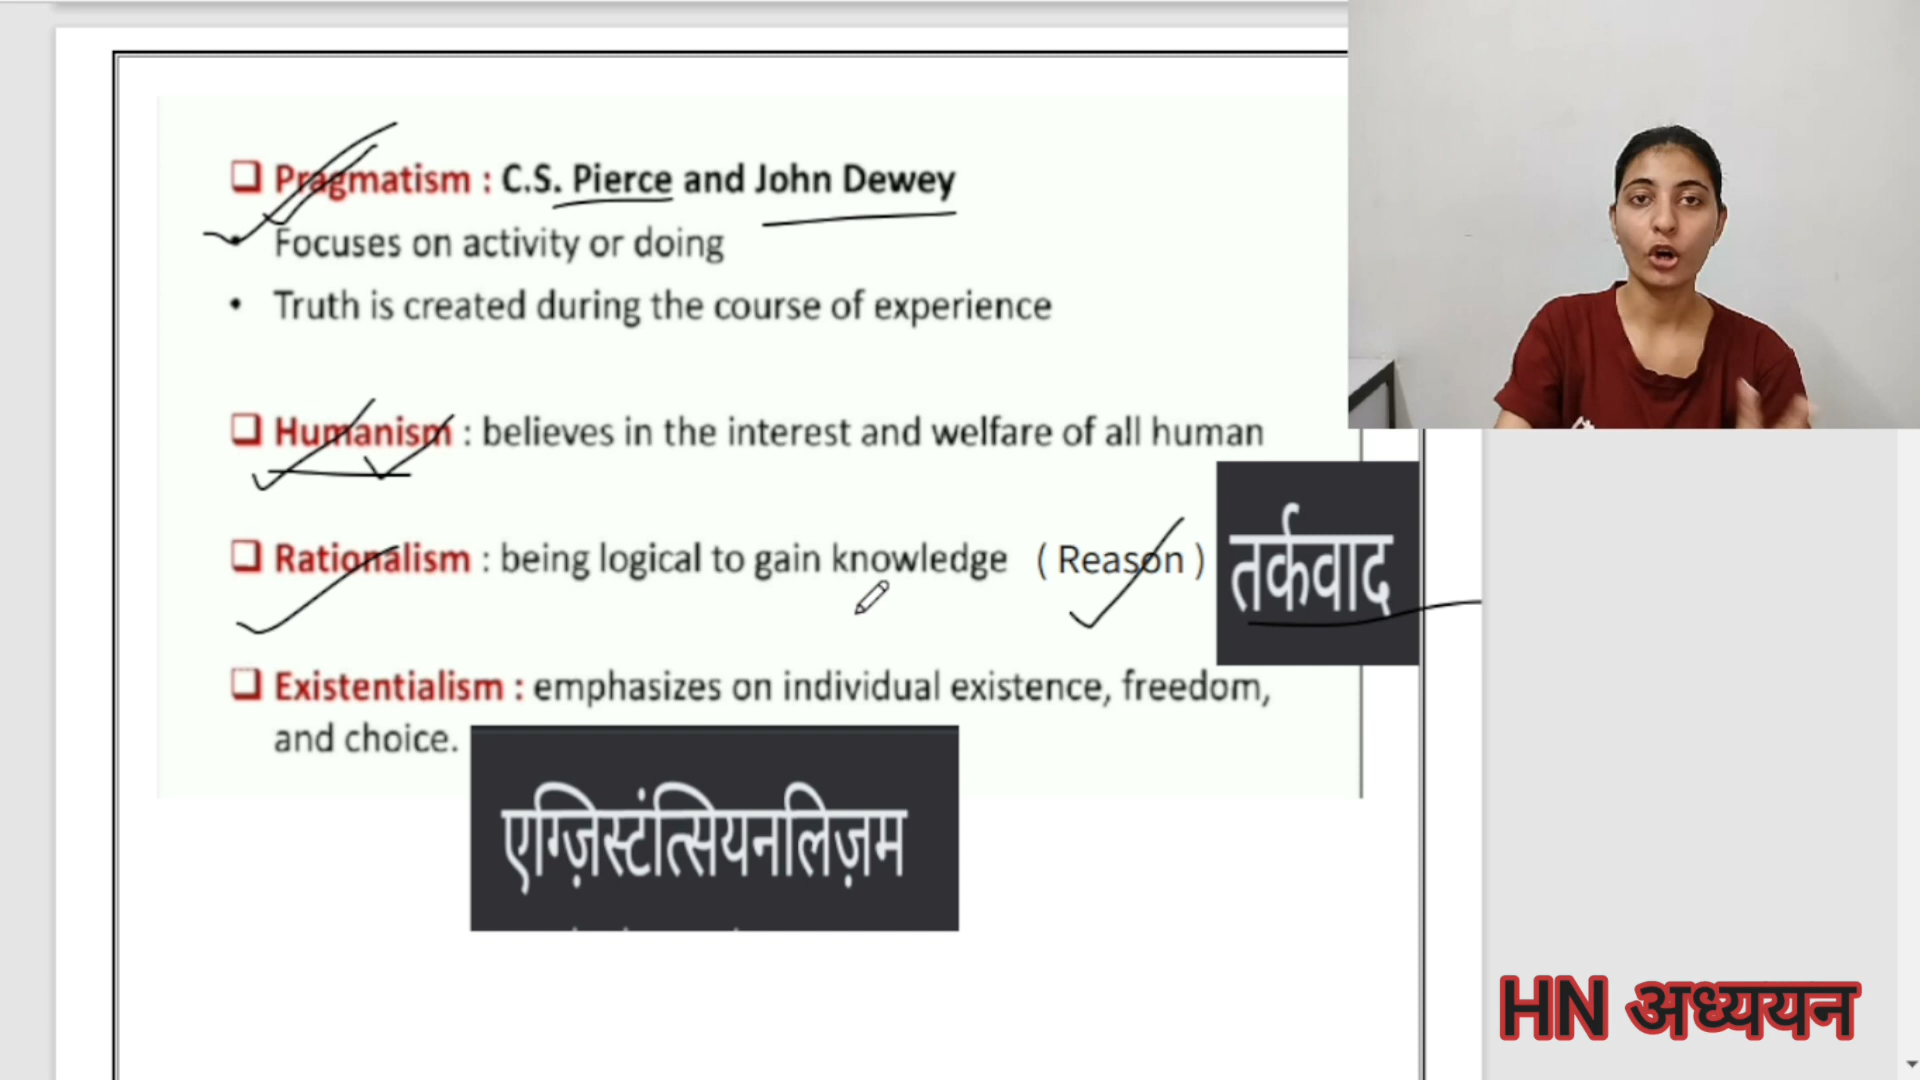 ❑ Pragmatism : C.S. Pierce and John Dewey
• Focuses on activity or doing
• Truth is created during the course of experience
❑ Humanism : believes in the interest and welfare of all human
❑ Rationalism : being logical to gain knowledge ( Reason )
तर्कवाद
❑ Existentialism : emphasizes on individual existence, freedom,
and choice.
एग्ज़िस्टंत्सियनलिज़म
HN अध्ययन